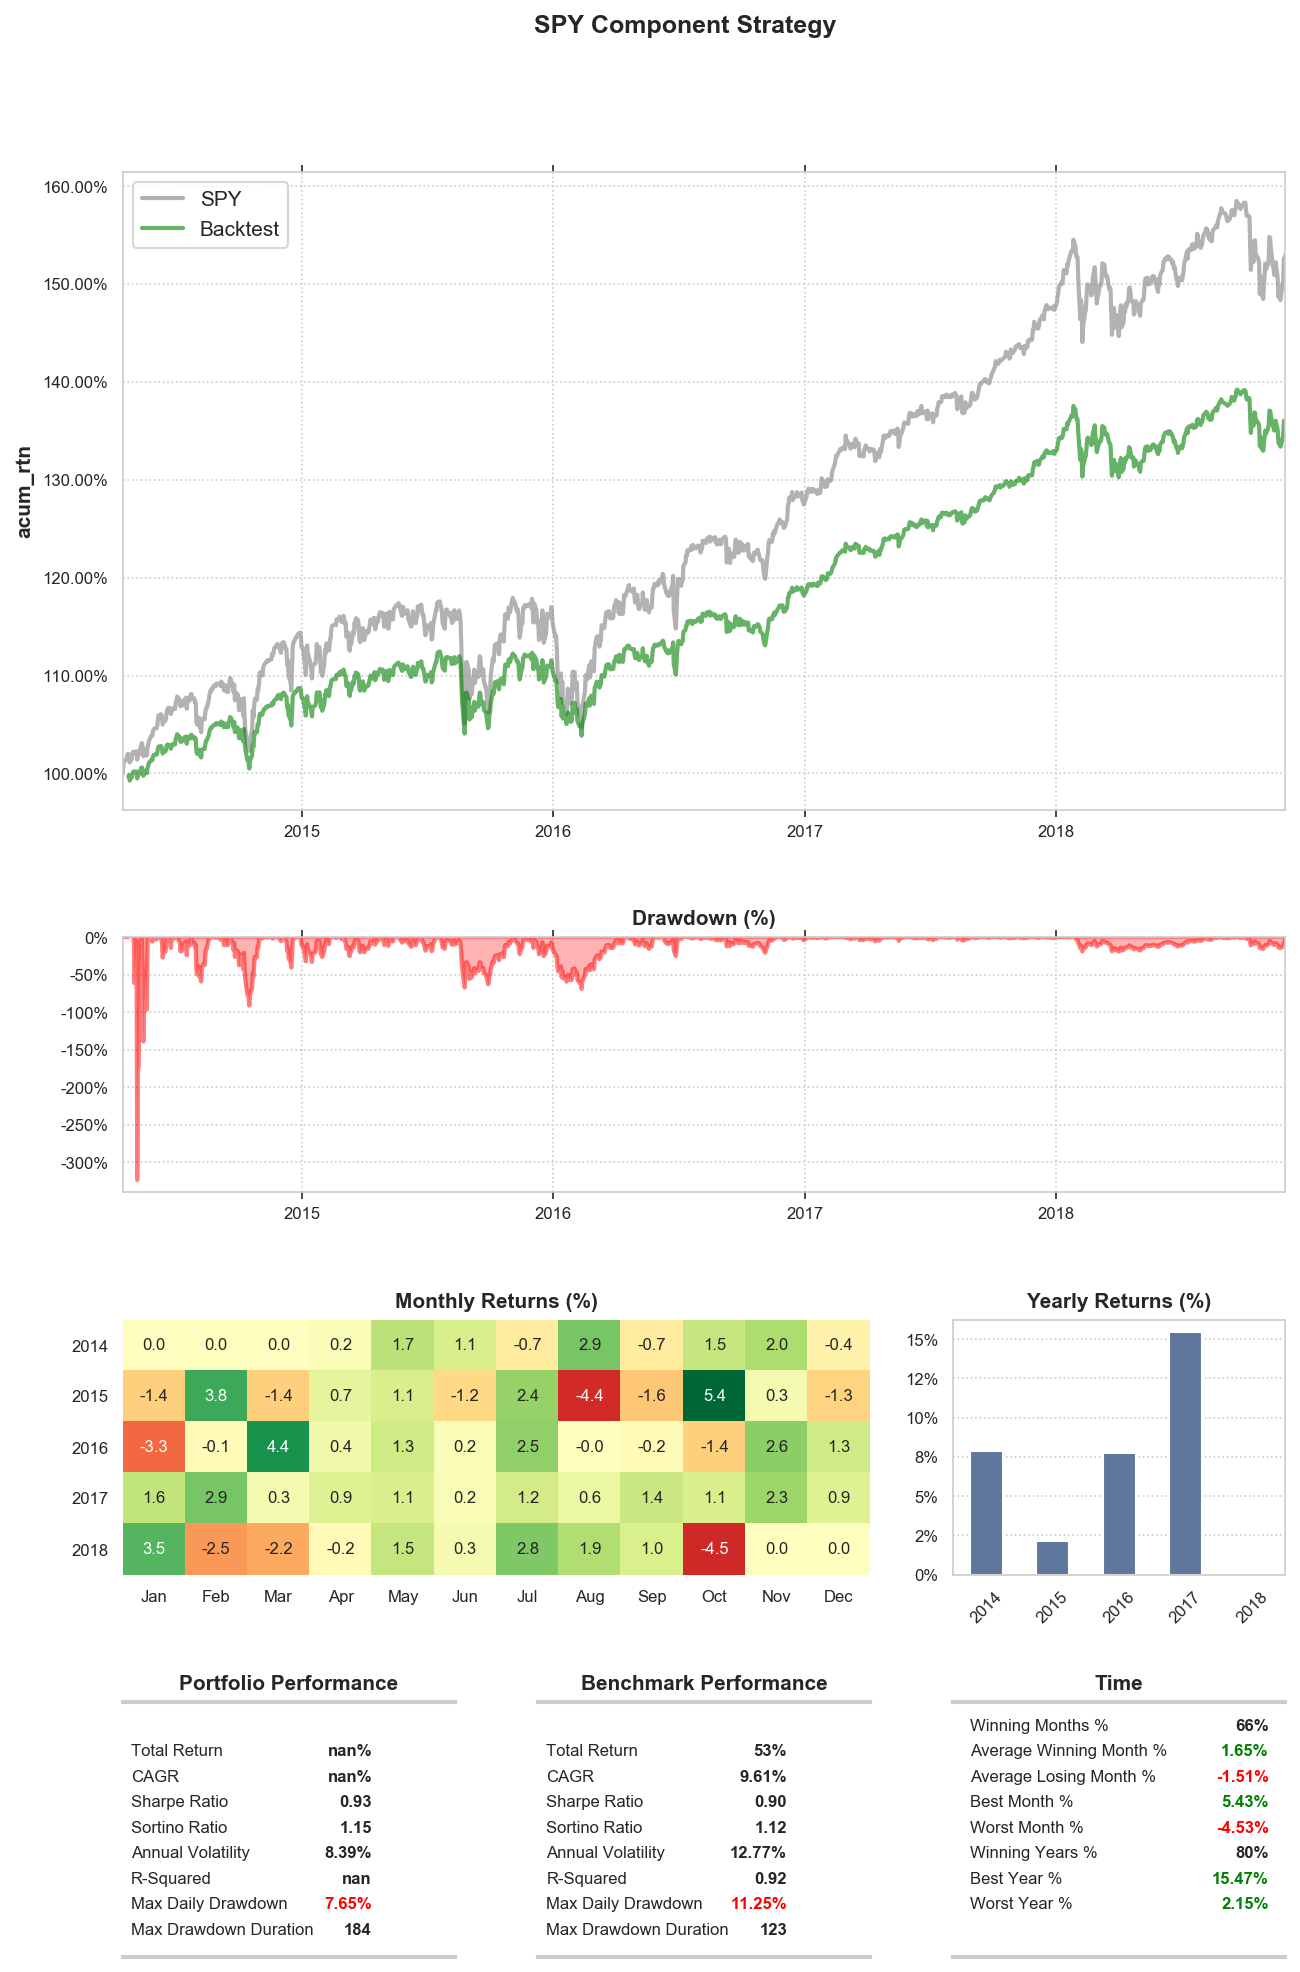 SPY Component Strategy
SPY
Backtest
acum_rtn
160.00%
150.00%
140.00%
130.00%
120.00%
110.00%
100.00%
2015 2016 2017 2018
Drawdown (%)
0%
-50%
-100%
-150%
-200%
-250%
-300%
2015 2016 2017 2018
Monthly Returns (%)
2014 0.0 0.0 0.0 0.2 1.7 1.1 -0.7 2.9 -0.7 1.5 2.0 -0.4
2015 -1.4 3.8 -1.4 0.7 1.1 -1.2 2.4 -4.4 -1.6 5.4 0.3 -1.3
2016 -3.3 -0.1 4.4 0.4 1.3 0.2 2.5 -0.0 -0.2 -1.4 2.6 1.3
2017 1.6 2.9 0.3 0.9 1.1 0.2 1.2 0.6 1.4 1.1 2.3 0.9
2018 3.5 -2.5 -2.2 -0.2 1.5 0.3 2.8 1.9 1.0 -4.5 0.0 0.0
Jan Feb Mar Apr May Jun Jul Aug Sep Oct Nov Dec
Yearly Returns (%)
15%
12%
10%
8%
5%
2%
0%
2014 2015 2016 2017 2018
Portfolio Performance
Total Return nan%
CAGR nan%
Sharpe Ratio 0.93
Sortino Ratio 1.15
Annual Volatility 8.39%
R-Squared nan
Max Daily Drawdown 7.65%
Max Drawdown Duration 184
Benchmark Performance
Total Return 53%
CAGR 9.61%
Sharpe Ratio 0.90
Sortino Ratio 1.12
Annual Volatility 12.77%
R-Squared 0.92
Max Daily Drawdown 11.25%
Max Drawdown Duration 123
Time
Winning Months % 66%
Average Winning Month % 1.65%
Average Losing Month % -1.51%
Best Month % 5.43%
Worst Month % -4.53%
Winning Years % 80%
Best Year % 15.47%
Worst Year % 2.15%